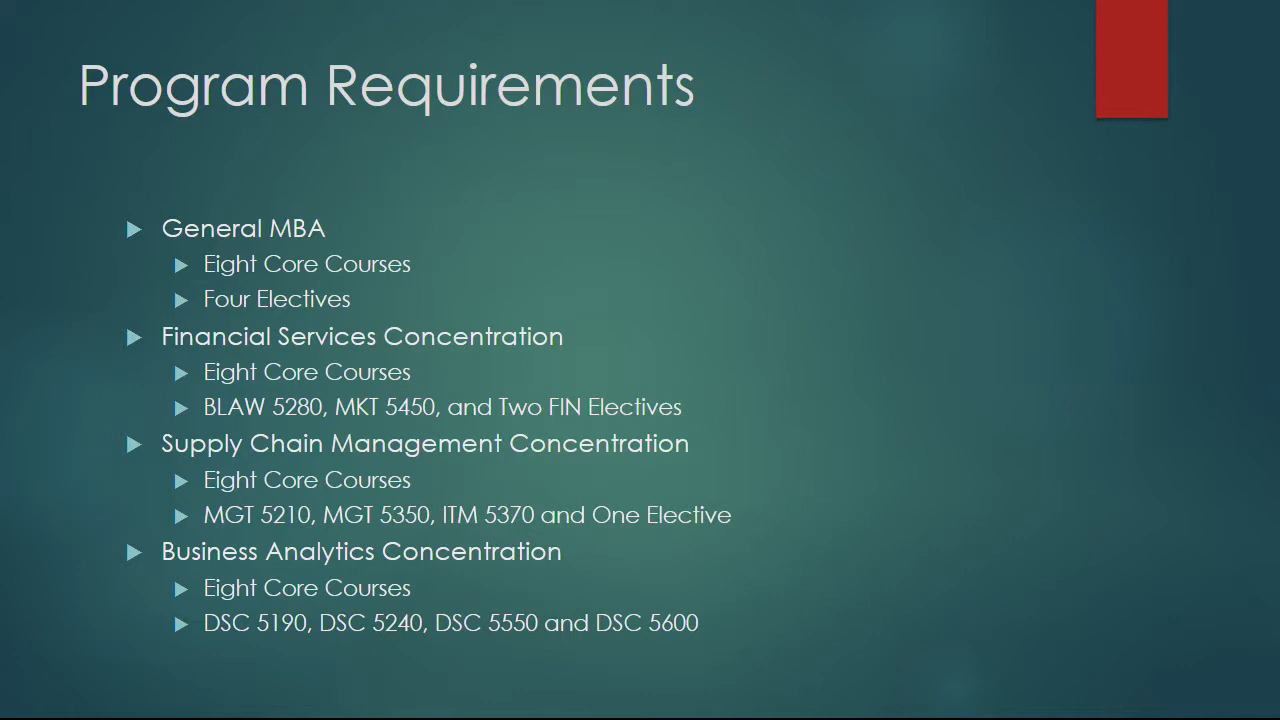 Program Requirements
General MBA
Eight Core Courses
Four Electives
Financial Services Concentration
Eight Core Courses
BLAW 5280, MKT 5450, and Two FIN Electives
Supply Chain Management Concentration
Eight Core Courses
MGT 5210, MGT 5350, ITM 5370 and One Elective
Business Analytics Concentration
Eight Core Courses
DSC 5190, DSC 5240, DSC 5550 and DSC 5600